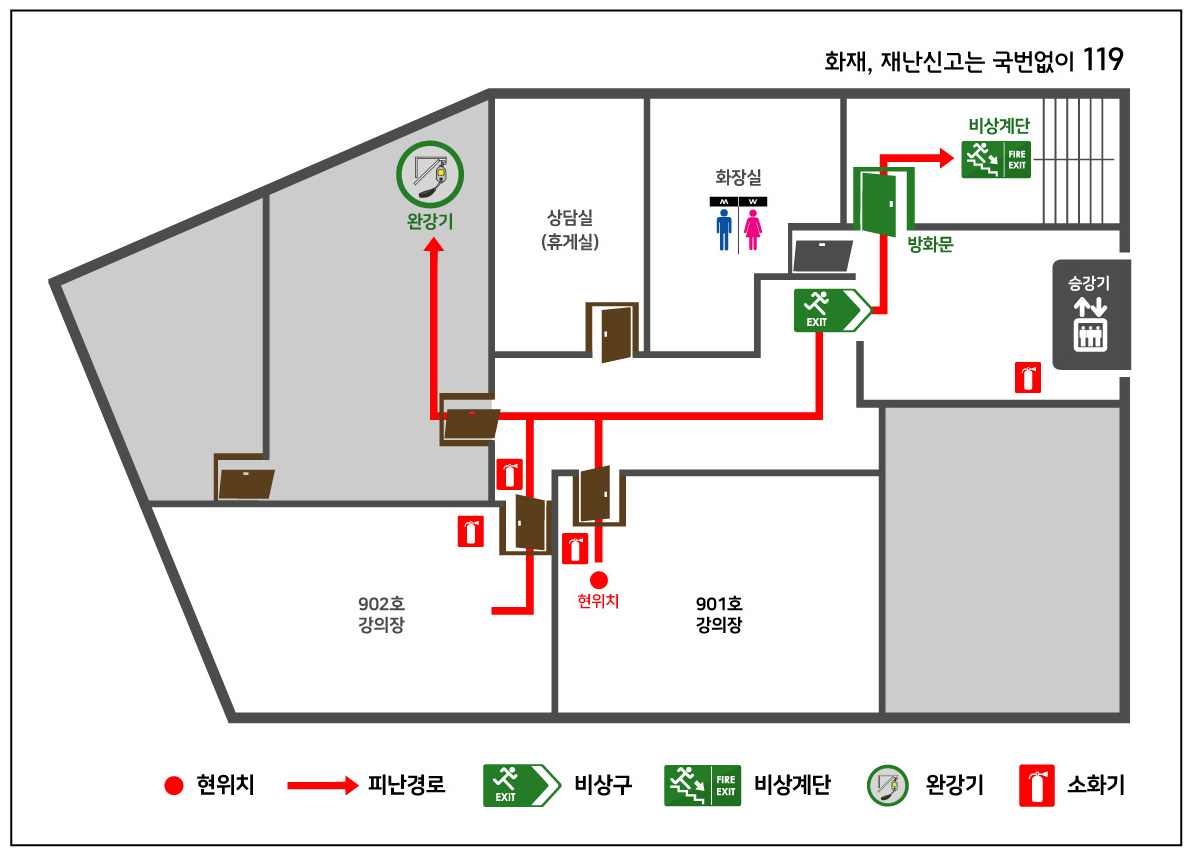 화재, 재난신고는 국번없이 119
비상계단
FIRE
EXIT
완강기
화장실
M W
상담실
(휴게실)
방화문
승강기
EXIT
현위치
902호
강의장
901호
강의장
현위치
피난경로
EXIT
비상구
FIRE
EXIT
비상계단
완강기
소화기